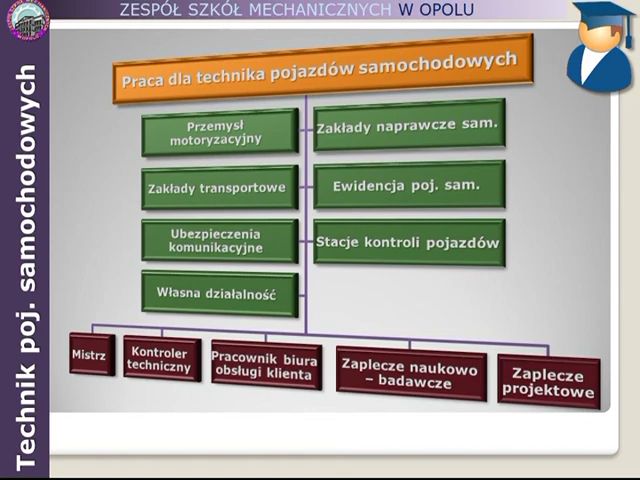 ZESPÓŁ SZKÓŁ MECHANICZNYCH W OPOLU
Technik poj. samochodowych
Praca dla technika pojazdów samochodowych
Przemysł
motoryzacyjny
Zakłady naprawcze sam.
Zakłady transportowe
Ewidencja poj. sam.
Ubezpieczenia
komunikacyjne
Stacje kontroli pojazdów
Własna działalność
Mistrz
Kontroler
techniczny
Pracownik biura
obsługi klienta
Zaplecze naukowo
– badawcze
Zaplecze
projektowe